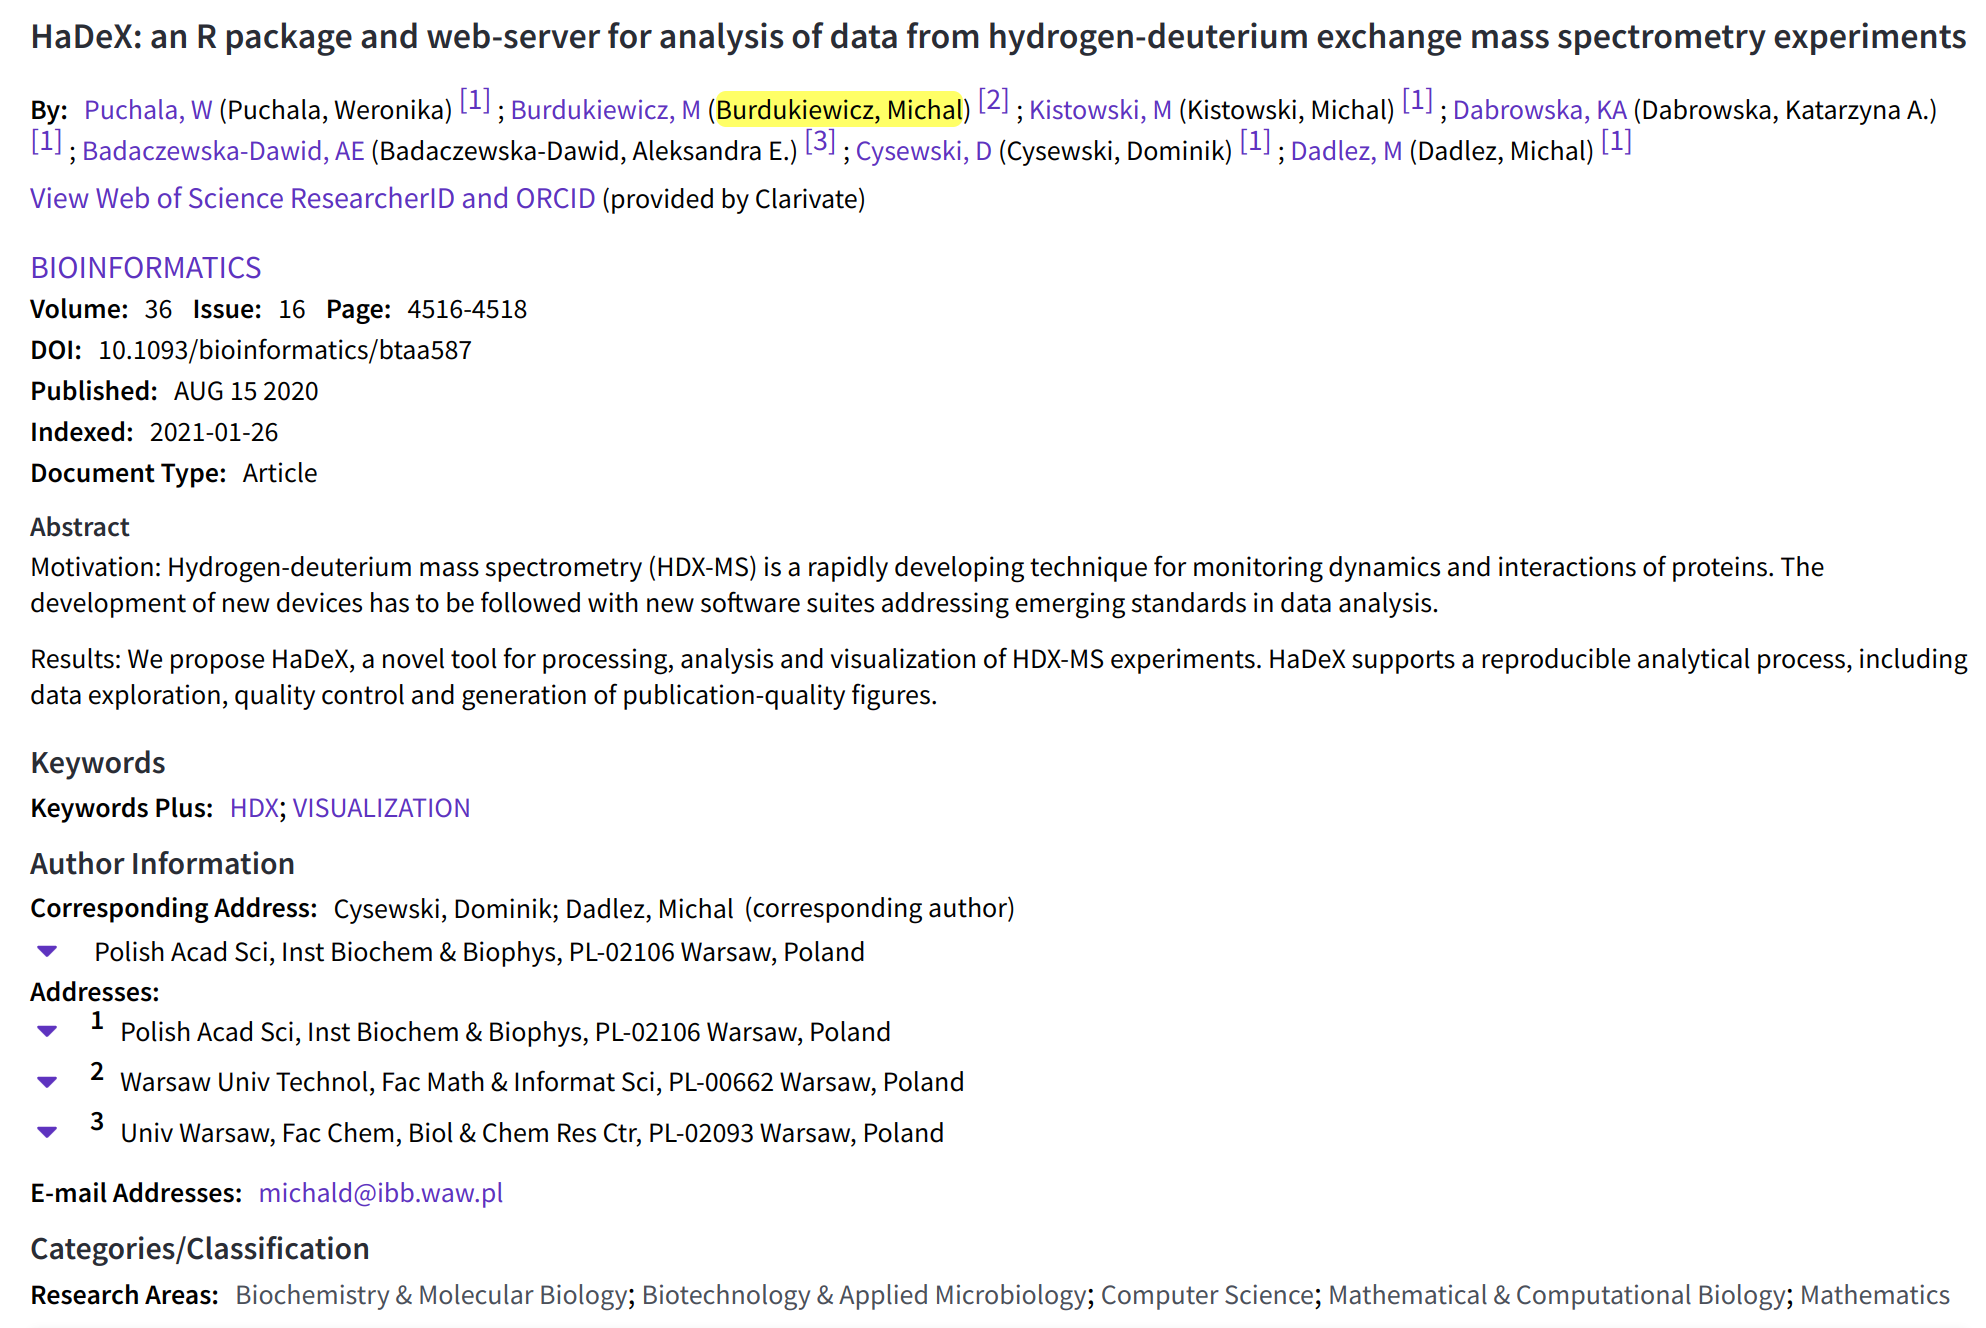 HaDeX: an R package and web-server for analysis of data from hydrogen-deuterium exchange mass spectrometry experiments
By: Puchala, W (Puchala, Weronika) [1] ; Burdukiewicz, M (Burdukiewicz, Michal) [2] ; Kistowski, M (Kistowski, Michal) [1] ; Dabrowska, KA (Dabrowska, Katarzyna A.)
[1] ; Badaczewska-Dawid, AE (Badaczewska-Dawid, Aleksandra E.) [3] ; Cysewski, D (Cysewski, Dominik) [1] ; Dadlez, M (Dadlez, Michal) [1]
View Web of Science ResearcherID and ORCID (provided by Clarivate)
BIOINFORMATICS
Volume: 36 Issue: 16 Page: 4516-4518
DOI: 10.1093/bioinformatics/btaa587
Published: AUG 15 2020
Indexed: 2021-01-26
Document Type: Article
Abstract
Motivation: Hydrogen-deuterium mass spectrometry (HDX-MS) is a rapidly developing technique for monitoring dynamics and interactions of proteins. The
development of new devices has to be followed with new software suites addressing emerging standards in data analysis.
Results: We propose HaDeX, a novel tool for processing, analysis and visualization of HDX-MS experiments. HaDeX supports a reproducible analytical process, including
data exploration, quality control and generation of publication-quality figures.
Keywords
Keywords Plus: HDX; VISUALIZATION
Author Information
Corresponding Address: Cysewski, Dominik; Dadlez, Michal (corresponding author)
Polish Acad Sci, Inst Biochem & Biophys, PL-02106 Warsaw, Poland
Addresses:
1 Polish Acad Sci, Inst Biochem & Biophys, PL-02106 Warsaw, Poland
2 Warsaw Univ Technol, Fac Math & Informat Sci, PL-00662 Warsaw, Poland
3 Univ Warsaw, Fac Chem, Biol & Chem Res Ctr, PL-02093 Warsaw, Poland
E-mail Addresses: michald@ibb.waw.pl
Categories/Classification
Research Areas: Biochemistry & Molecular Biology; Biotechnology & Applied Microbiology; Computer Science; Mathematical & Computational Biology; Mathematics